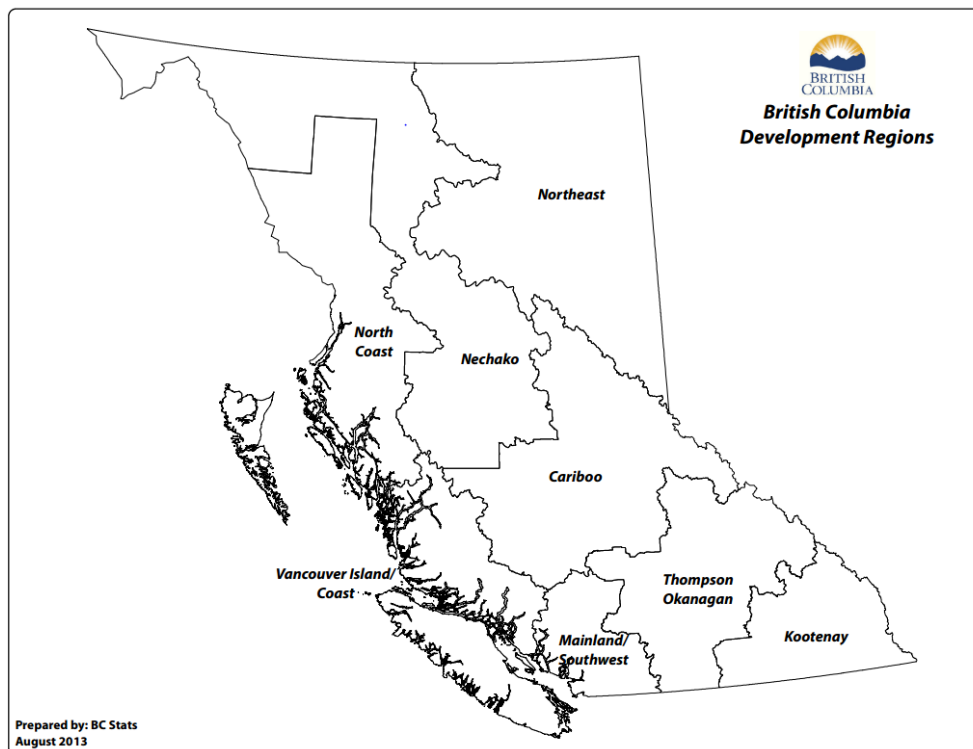 BRITISH
COLUMBIA
British Columbia
Development Regions
Northeast
North
Coast
Nechako
Cariboo
Vancouver Island/
Coast
Thompson
Okanagan
Mainland/
Southwest
Kootenay
Prepared by: BC Stats
August 2013